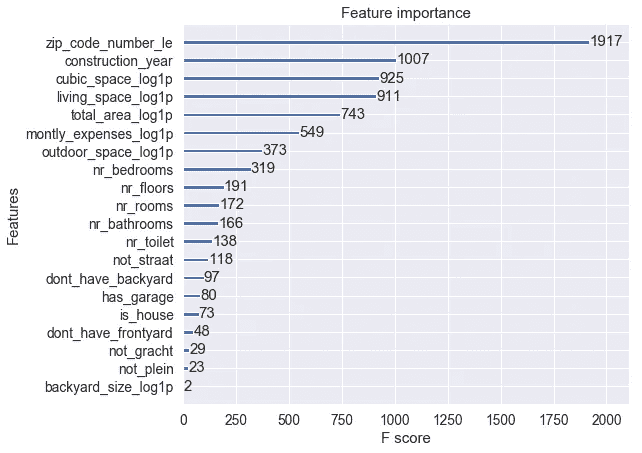 Feature importance
Features
zip_code_number_le 1917
construction_year 1007
cubic_space_log1p 925
living_space_log1p 911
total_area_log1p 743
montly_expenses_log1p 549
outdoor_space_log1p 373
nr_bedrooms 319
nr_floors 191
nr_rooms 172
nr_bathrooms 166
nr_toilet 138
not_straat 118
dont_have_backyard 97
has_garage 80
is_house 73
dont_have_frontyard 48
not_gracht 29
not_plein 23
backyard_size_log1p 2
0 250 500 750 1000 1250 1500 1750 2000
F score